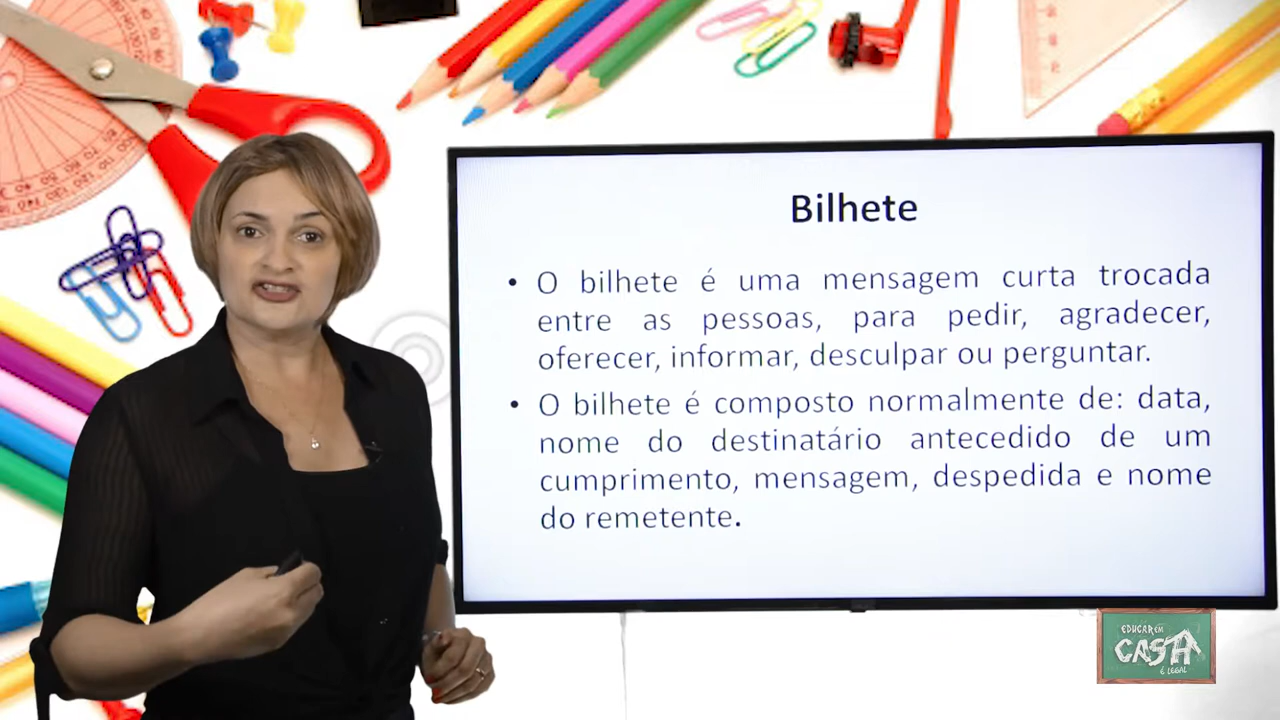 Bilhete
• O bilhete é uma mensagem curta trocada
entre as pessoas, para pedir, agradecer,
oferecer, informar, desculpar ou perguntar.
• O bilhete é composto normalmente de: data,
nome do destinatário antecedido de um
cumprimento, mensagem, despedida e nome
do remetente.
EDUCAR EM
CASA
É LEGAL